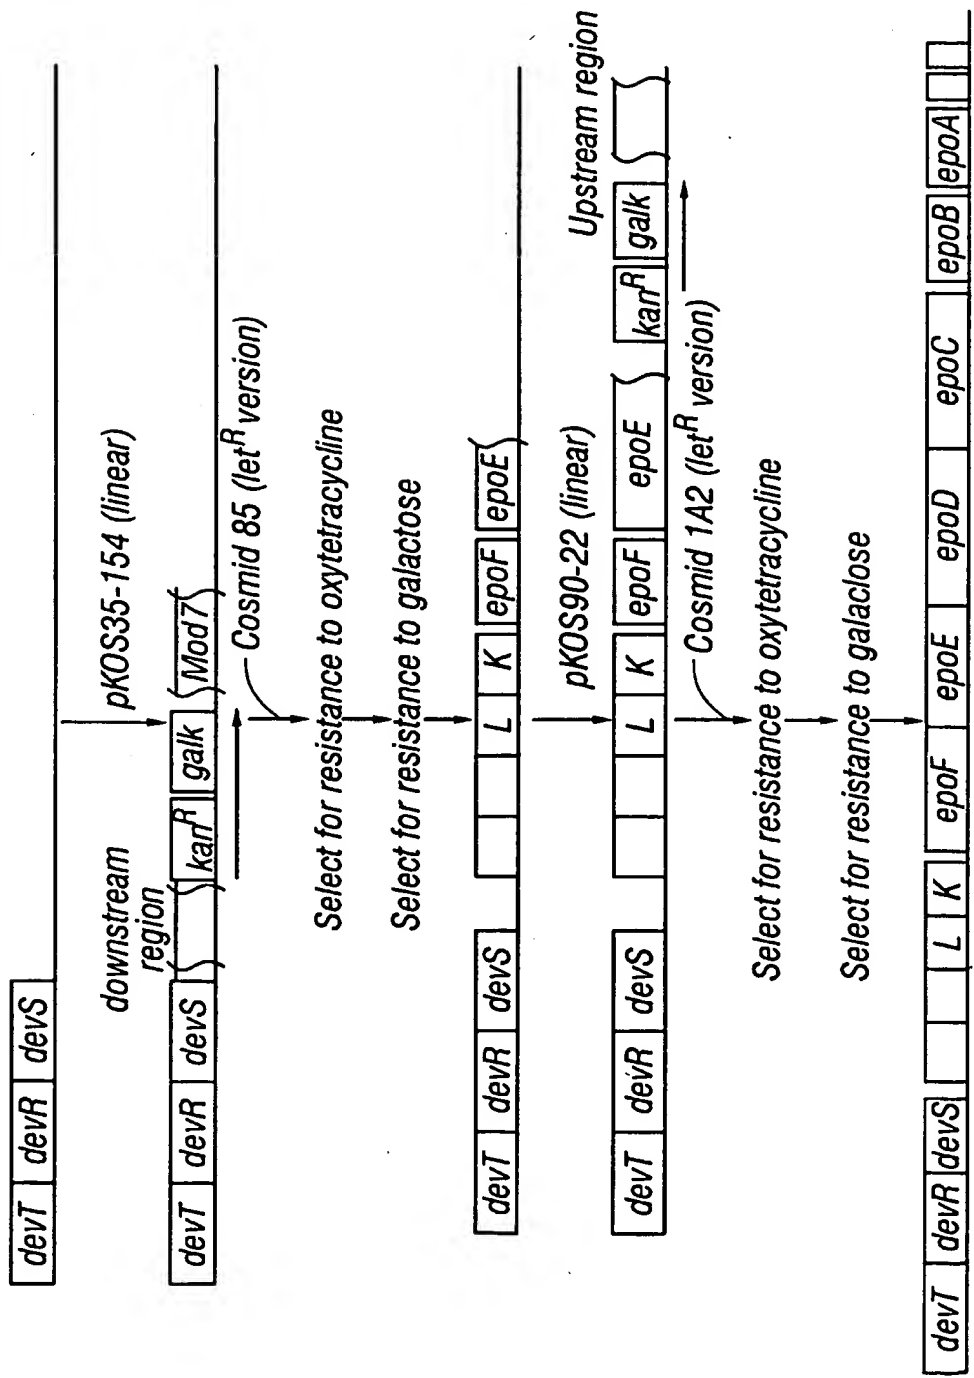 devT devR devS
pKOS35-154 (linear)
downstream
region
devT devR devS kanR galk Mod7
Cosmid 85 (letR version)
Select for resistance to oxytetracycline
Select for resistance to galactose
devT devR devS L K epoF epoE
pKOS90-22 (linear)
Upstream region
devT devR devS L K epoF epoE kanR galk
Cosmid 1A2 (letR version)
Select for resistance to oxytetracycline
Select for resistance to galaclose
devT devR devS L K epoF epoE epoD epoC epoB epoA